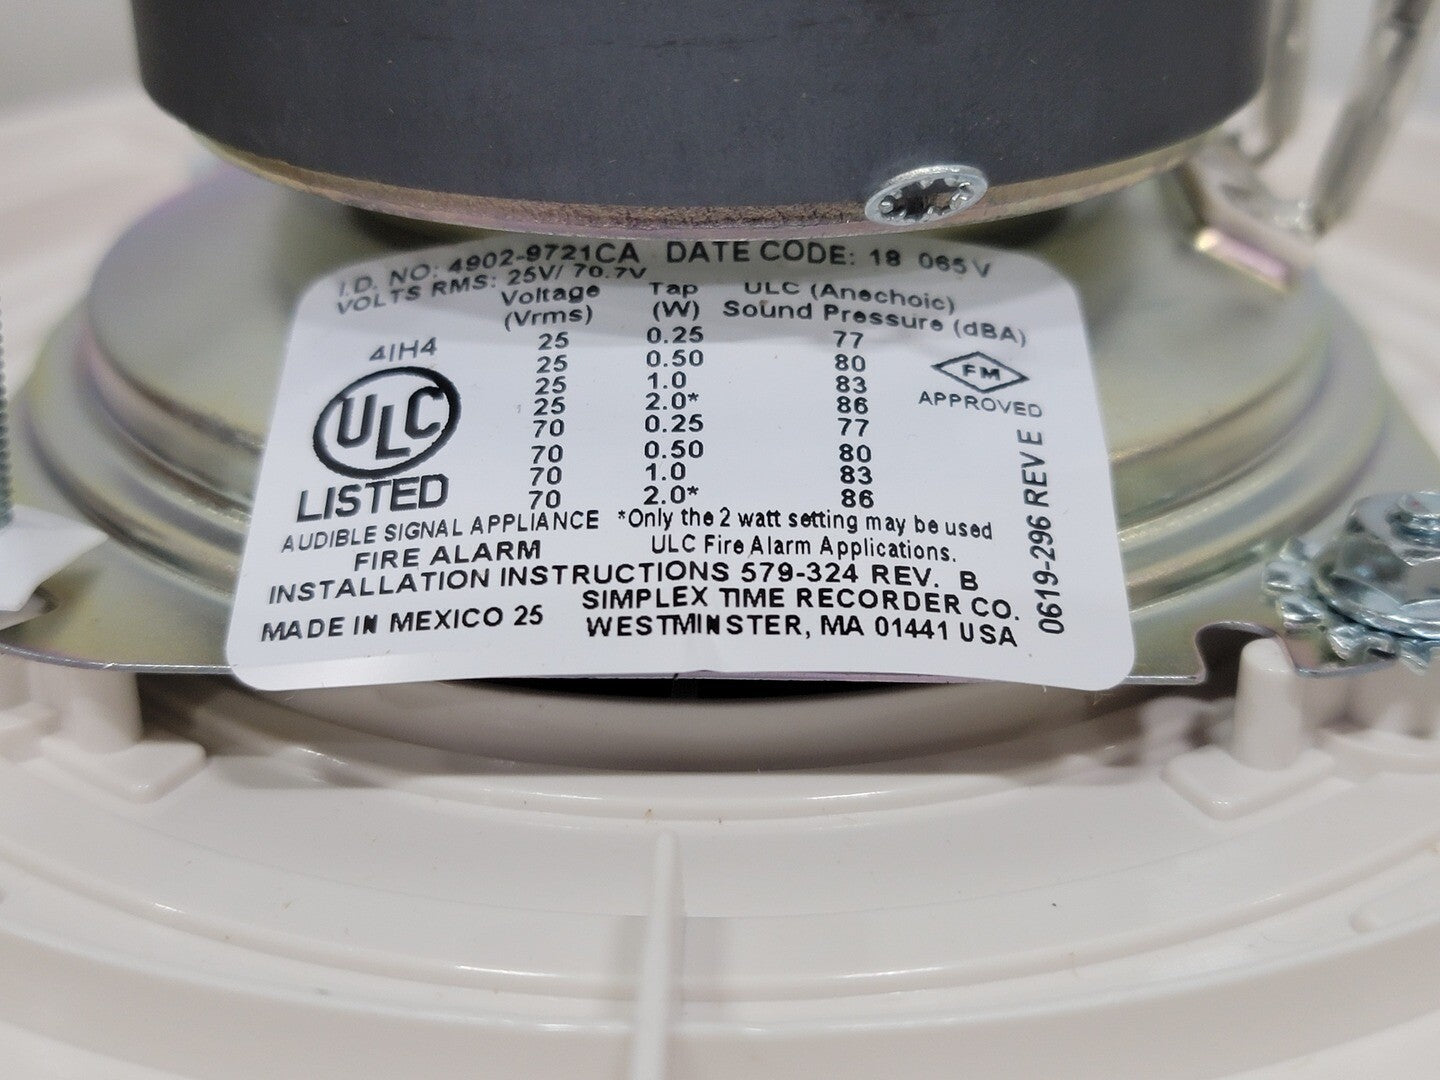 I.D. NO: 4902-9721CA DATE CODE: 18 065 V
VOLTS RMS: 25V/ 70.7V
Voltage Tap ULC (Anechoic)
(Vrms) (W) Sound Pressure (dBA)
25 0.25 77
25 0.50 80
25 1.0 83
25 2.0* 86
70 0.25 77
70 0.50 80
70 1.0 83
70 2.0* 86
41H4
ULC
LISTED
FM
APPROVED
AUDIBLE SIGNAL APPLIANCE *Only the 2 watt setting may be used
FIRE ALARM ULC Fire Alarm Applications.
INSTALLATION INSTRUCTIONS 579-324 REV. B
MADE IN MEXICO 25 SIMPLEX TIME RECORDER CO.
WESTMINSTER, MA 01441 USA
0619-296 REV E